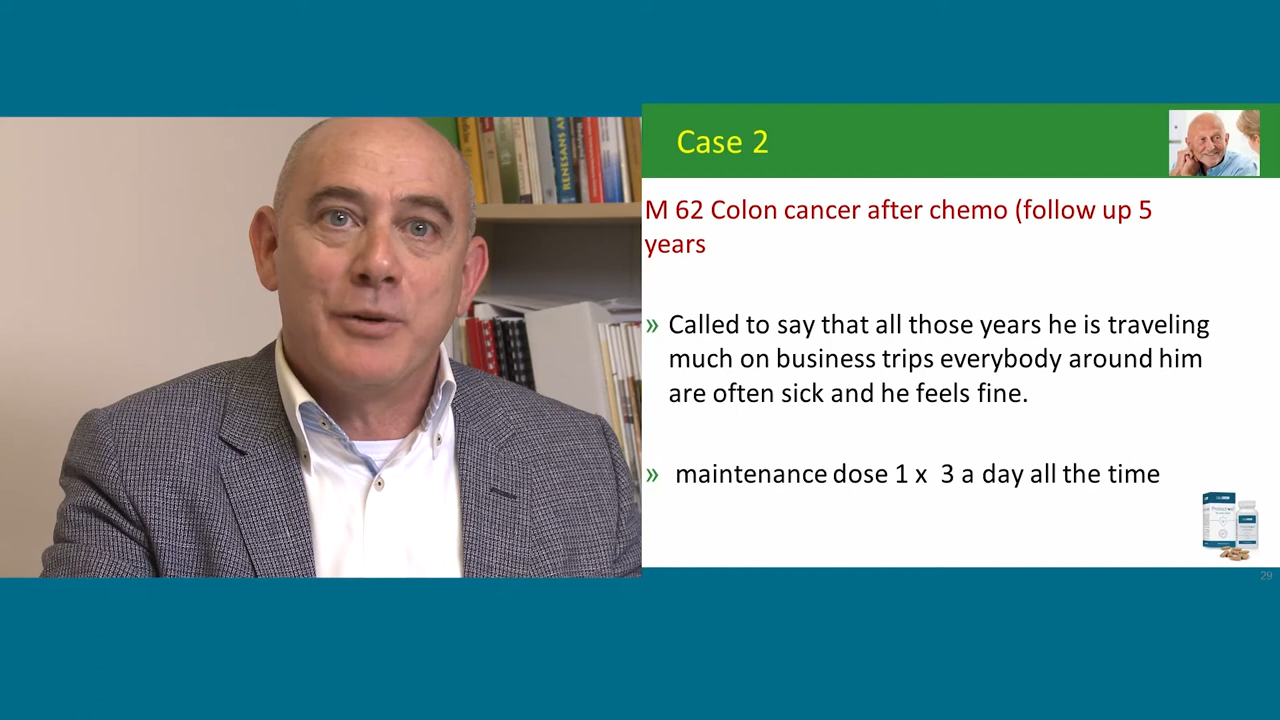 RENESANS A
Case 2
M 62 Colon cancer after chemo (follow up 5
years
» Called to say that all those years he is traveling
much on business trips everybody around him
are often sick and he feels fine.
» maintenance dose 1 x 3 a day all the time
29